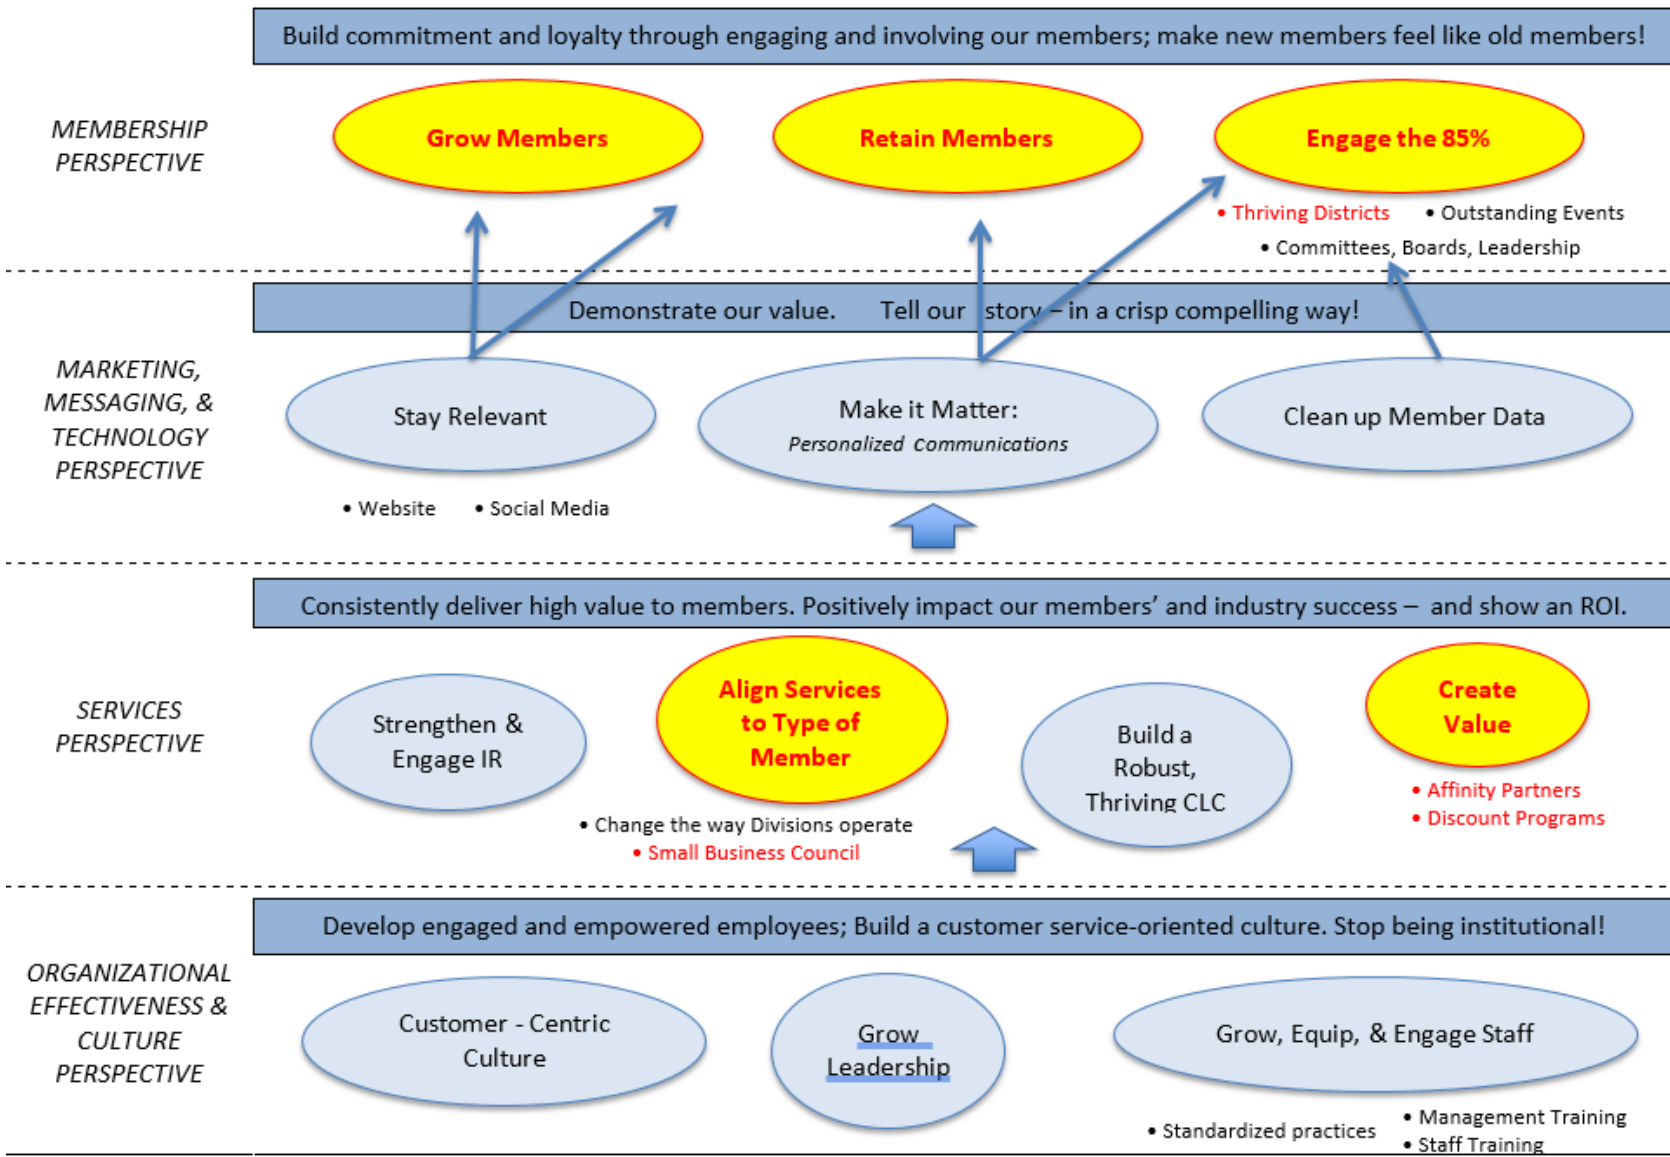 Build commitment and loyalty through engaging and involving our members; make new members feel like old members!
MEMBERSHIP
PERSPECTIVE
Grow Members
Retain Members
Engage the 85%
• Thriving Districts
• Outstanding Events
• Committees, Boards, Leadership
Demonstrate our value. Tell our story – in a crisp compelling way!
MARKETING,
MESSAGING, &
TECHNOLOGY
PERSPECTIVE
Stay Relevant
Make it Matter:
Personalized Communications
Clean up Member Data
• Website
• Social Media
Consistently deliver high value to members. Positively impact our members’ and industry success – and show an ROI.
SERVICES
PERSPECTIVE
Strengthen &
Engage IR
Align Services
to Type of
Member
• Change the way Divisions operate
• Small Business Council
Build a
Robust,
Thriving CLC
Create
Value
• Affinity Partners
• Discount Programs
Develop engaged and empowered employees; Build a customer service-oriented culture. Stop being institutional!
ORGANIZATIONAL
EFFECTIVENESS &
CULTURE
PERSPECTIVE
Customer - Centric
Culture
Grow
Leadership
Grow, Equip, & Engage Staff
• Standardized practices
• Management Training
• Staff Training